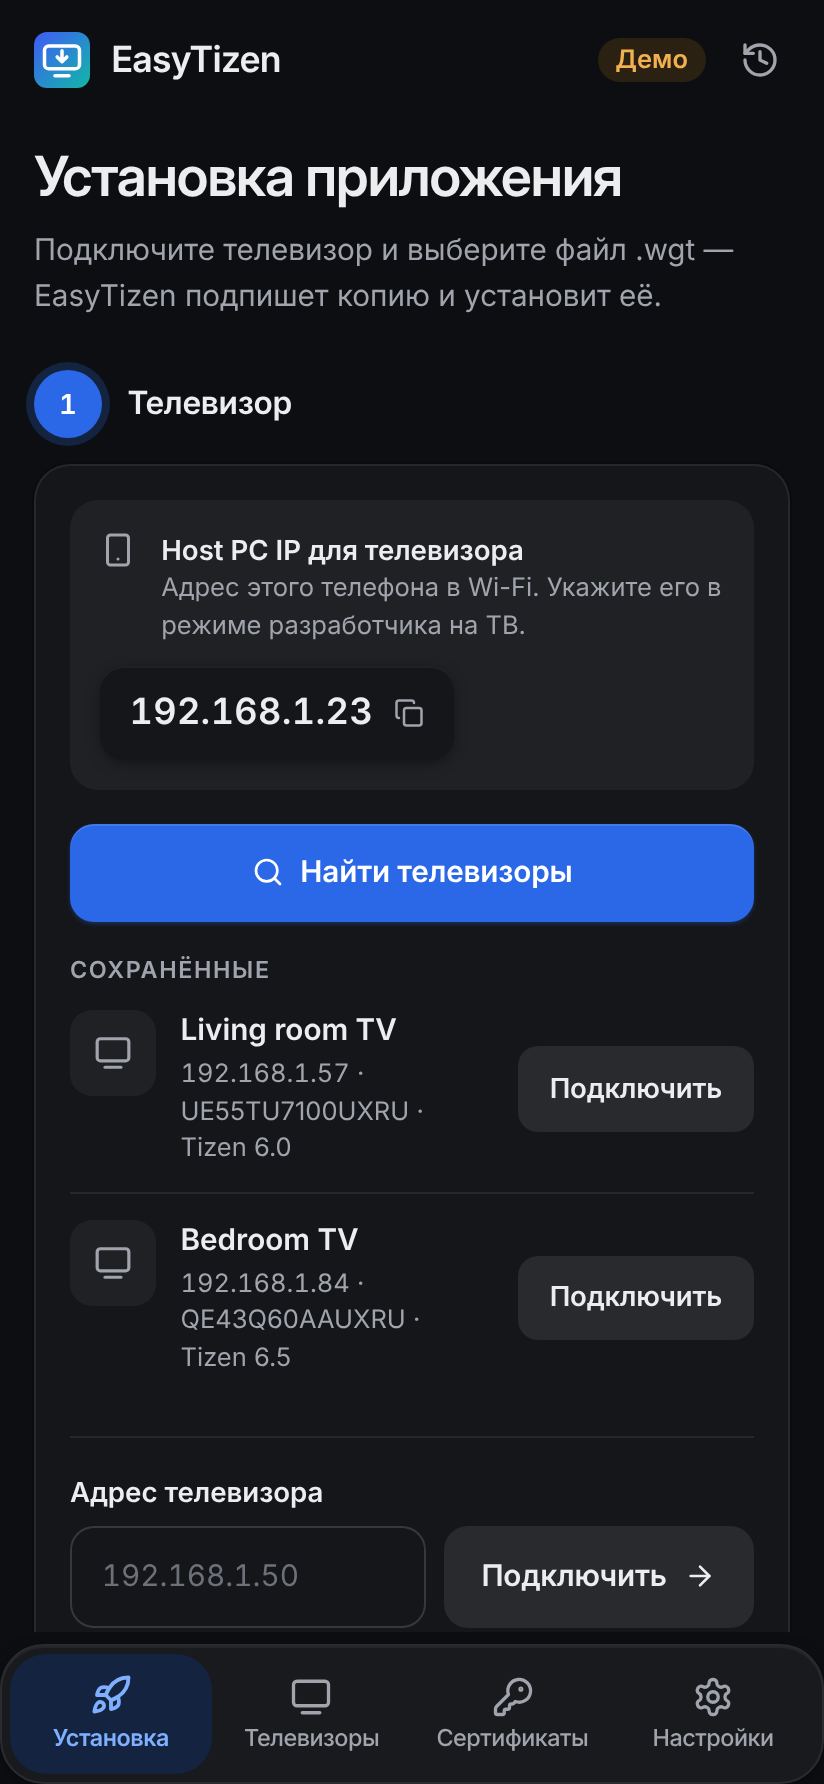 EasyTizen
Демо
Установка приложения
Подключите телевизор и выберите файл .wgt —
EasyTizen подпишет копию и установит её.
1
Телевизор
Host PC IP для телевизора
Адрес этого телефона в Wi-Fi. Укажите его в
режиме разработчика на ТВ.
192.168.1.23
Найти телевизоры
СОХРАНЁННЫЕ
Living room TV
192.168.1.57 ·
UE55TU7100UXRU ·
Tizen 6.0
Подключить
Bedroom TV
192.168.1.84 ·
QE43Q60AAUXRU ·
Tizen 6.5
Подключить
Адрес телевизора
192.168.1.50
Подключить →
Установка
Телевизоры
Сертификаты
Настройки